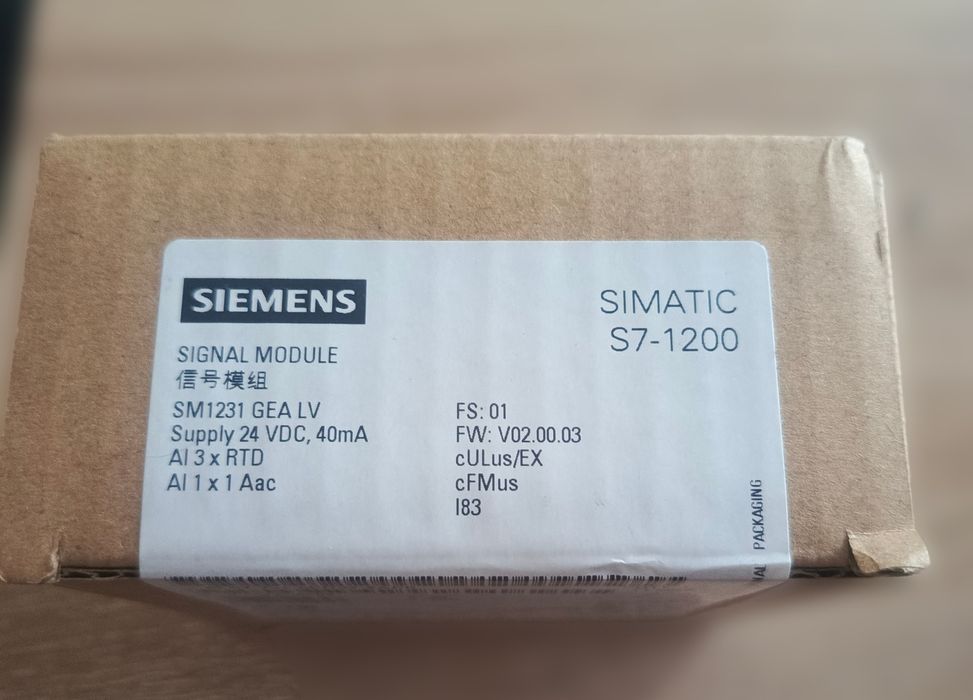 SIEMENS
SIMATIC
S7-1200
SIGNAL MODULE
信号模组
SM1231 GEA LV
Supply 24 VDC, 40mA
AI 3 x RTD
AI 1 x 1 Aac
FS: 01
FW: V02.00.03
cULus/EX
cFMus
I83
PACKAGING